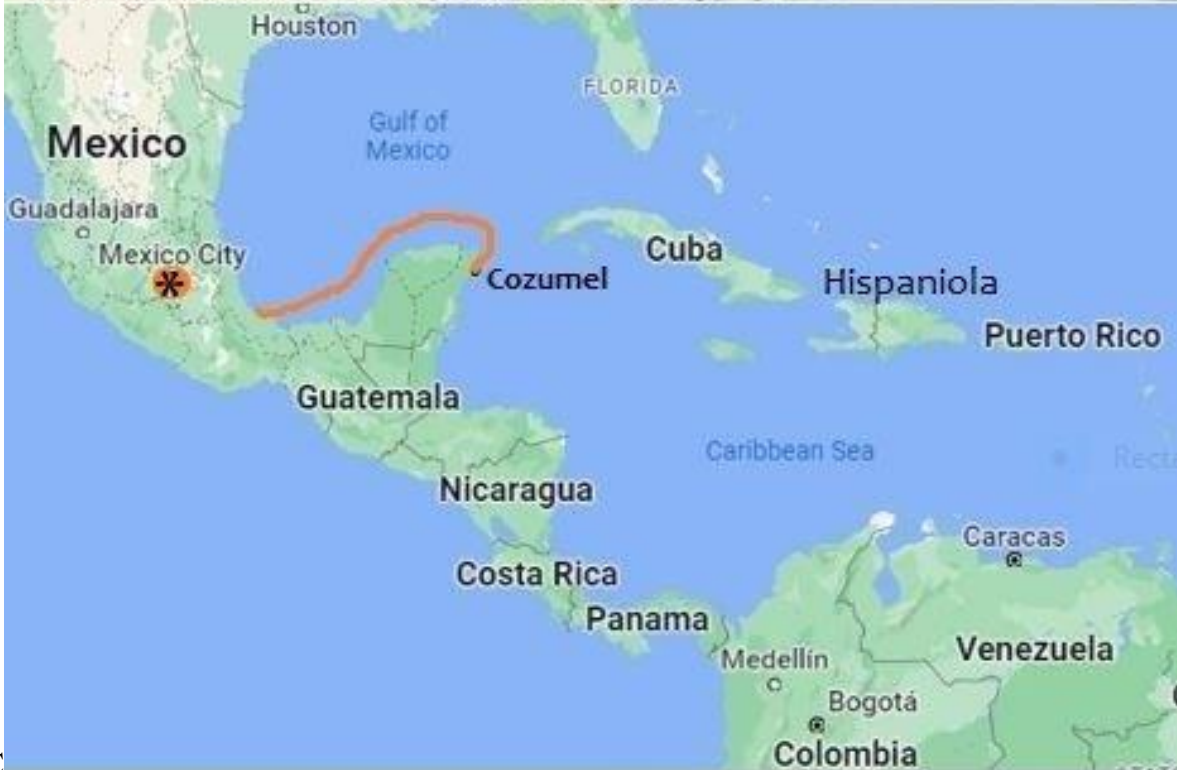 Houston
FLORIDA
Gulf of
Mexico
Mexico
Guadalajara
Mexico City
*
Cuba
Cozumel
Hispaniola
Puerto Rico
Guatemala
Caribbean Sea
Nicaragua
Caracas
Costa Rica
Panama
Venezuela
Medellín
Bogotá
Colombia